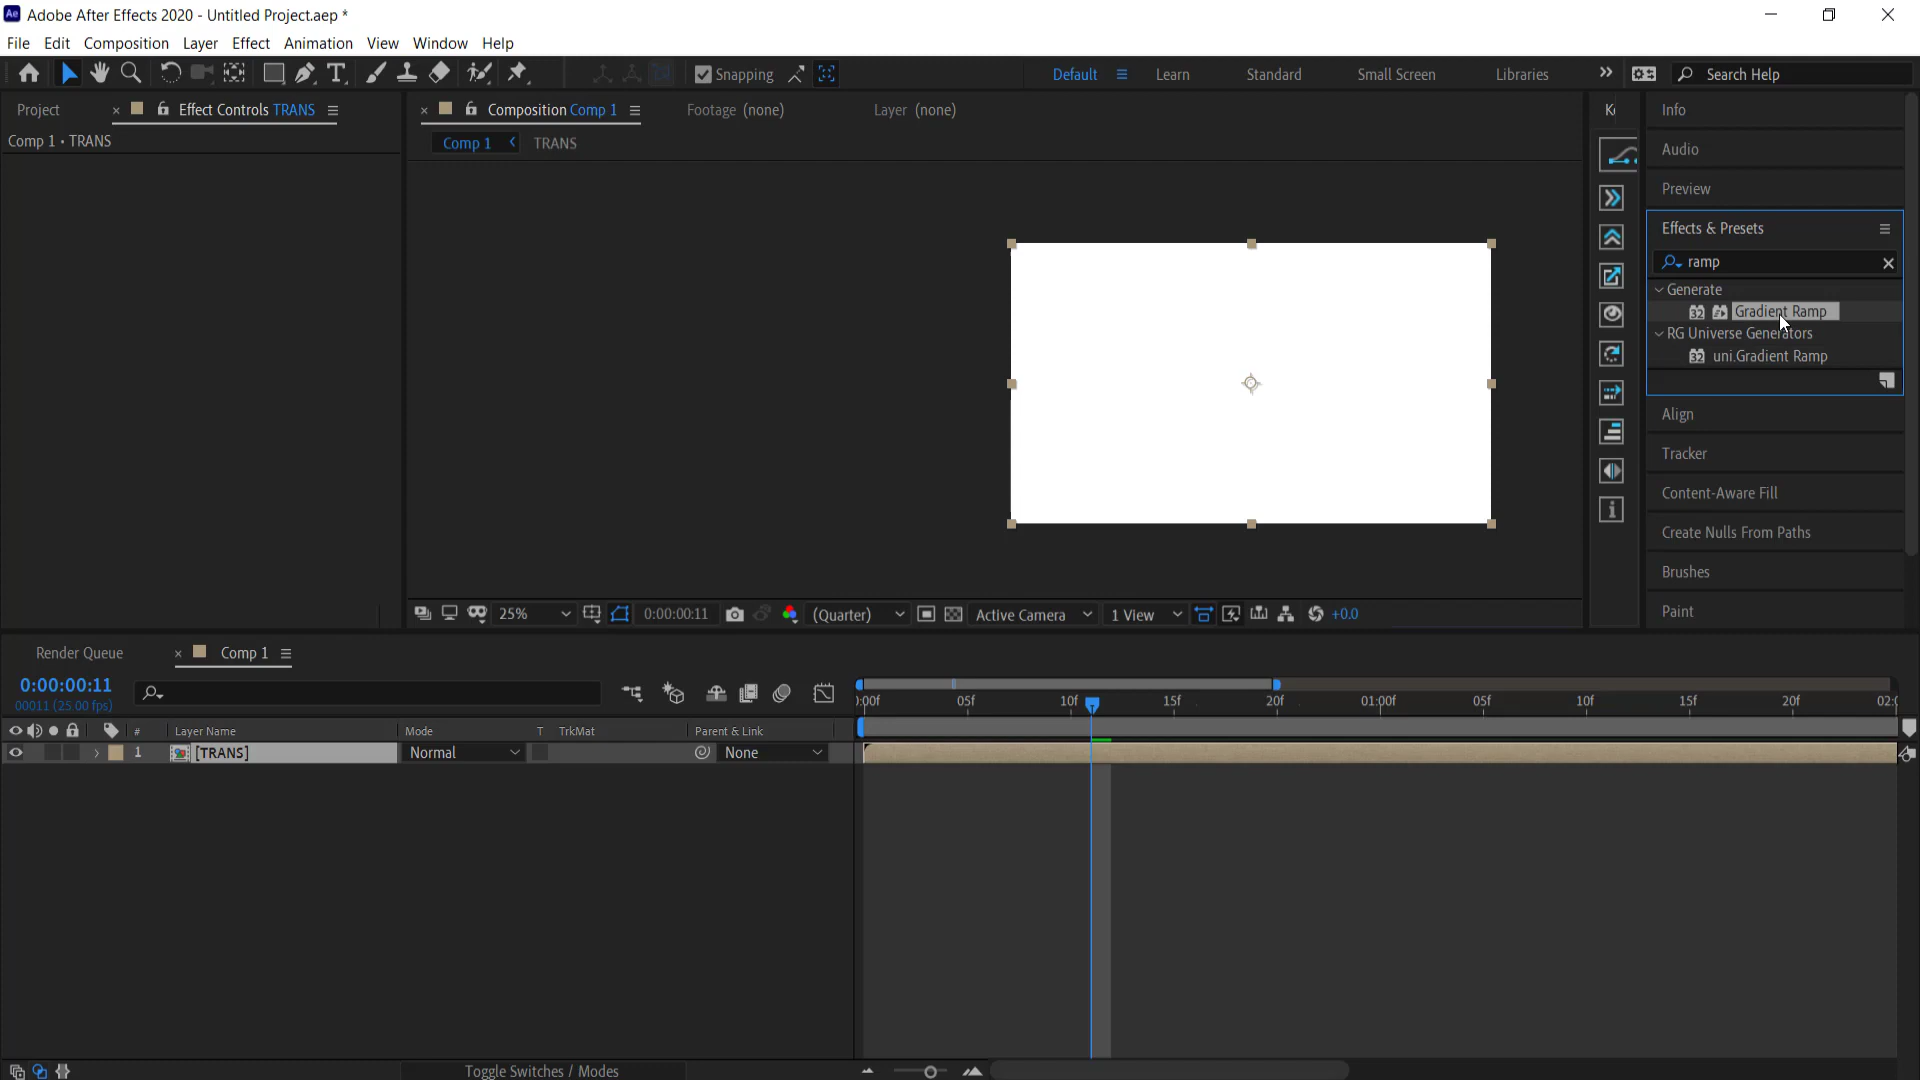 Adobe After Effects 2020 - Untitled Project.aep *
File Edit Composition Layer Effect Animation View Window Help
Snapping Default Learn Standard Small Screen Libraries Search Help
Project Effect Controls TRANS Composition Comp 1 Footage (none) Layer (none) Info
Comp 1 • TRANS Comp 1 TRANS Audio
Preview
Effects & Presets
ramp
Generate
32 Gradient Ramp
RG Universe Generators
32 uni.Gradient Ramp
Align
Tracker
Content-Aware Fill
Create Nulls From Paths
Brushes
Paint
25% 0:00:00:11 (Quarter) Active Camera 1 View +0.0
Render Queue Comp 1
0:00:00:11
00011 (25.00 fps)
:00f 05f 10f 15f 20f 01:00f 05f 10f 15f 20f 02:0
# Layer Name Mode T TrkMat Parent & Link
1 [TRANS] Normal None
Toggle Switches / Modes